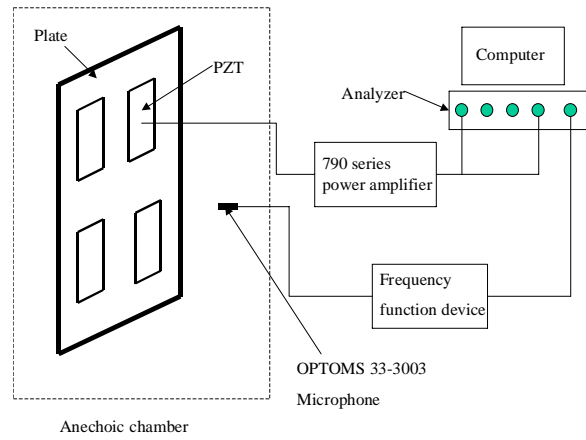 Plate
PZT
Computer
Analyzer
790 series
power amplifier
Frequency
function device
OPTOMS 33-3003
Microphone
Anechoic chamber